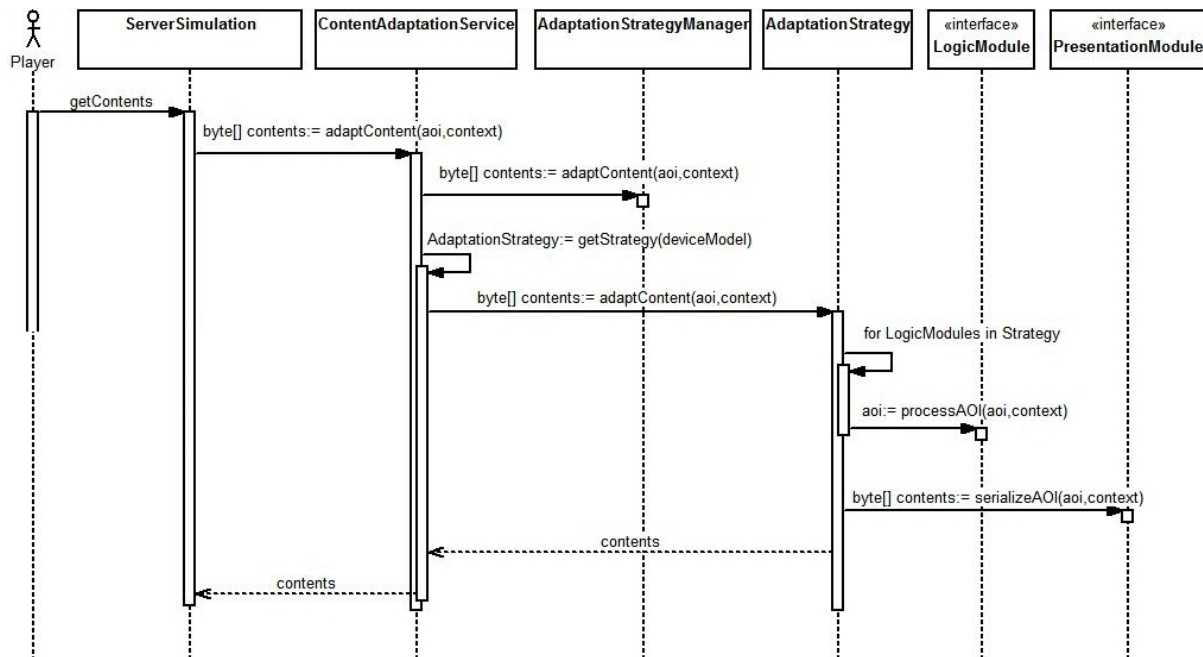 ServerSimulation
ContentAdaptationService
AdaptationStrategyManager
AdaptationStrategy
«interface»
LogicModule
«interface»
PresentationModule
Player
getContents
byte[] contents:= adaptContent(aoi,context)
byte[] contents:= adaptContent(aoi,context)
AdaptationStrategy:= getStrategy(deviceModel)
byte[] contents:= adaptContent(aoi,context)
for LogicModules in Strategy
aoi:= processAOI(aoi,context)
byte[] contents:= serializeAOI(aoi,context)
contents
contents